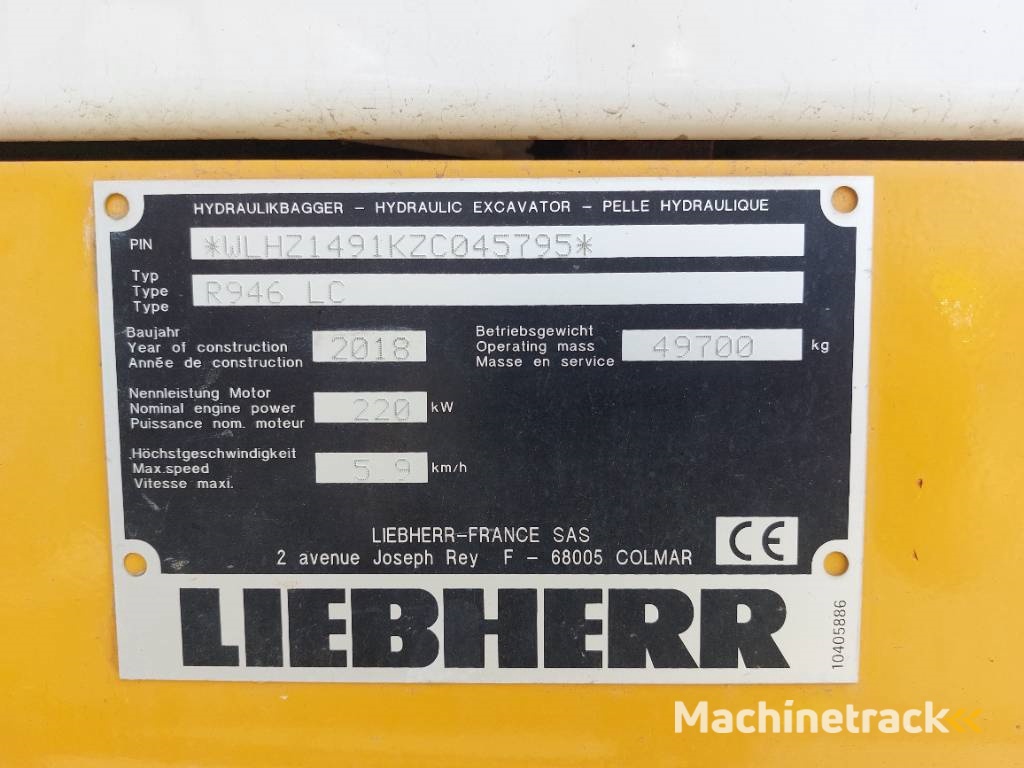 HYDRAULIKBAGGER – HYDRAULIC EXCAVATOR – PELLE HYDRAULIQUE
PIN *WLHZ1491KZC045795*
Typ
Type R946 LC
Type
Baujahr
Year of construction 2018
Année de construction
Betriebsgewicht
Operating mass 49700 kg
Masse en service
Nennleistung Motor
Nominal engine power 220 kW
Puissance nom. moteur
Höchstgeschwindigkeit
Max.speed 5 9 km/h
Vitesse maxi.
LIEBHERR–FRANCE SAS
2 avenue Joseph Rey F – 68005 COLMAR
CE
LIEBHERR
10405886
Machinetrack